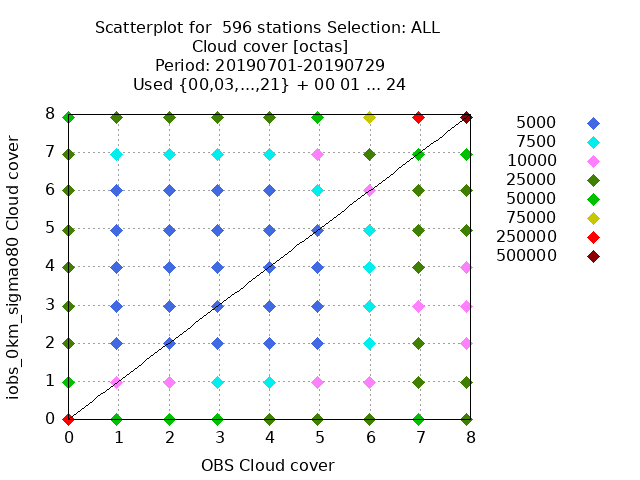 Scatterplot for  596 stations Selection: ALL
Cloud cover [octas]
Period: 20190701-20190729
Used {00,03,...,21} + 00 01 ... 24
8
7
6
5
4
3
2
1
0
iobs_0km_sigmao80 Cloud cover
0 1 2 3 4 5 6 7 8
OBS Cloud cover
5000
7500
10000
25000
50000
75000
250000
500000